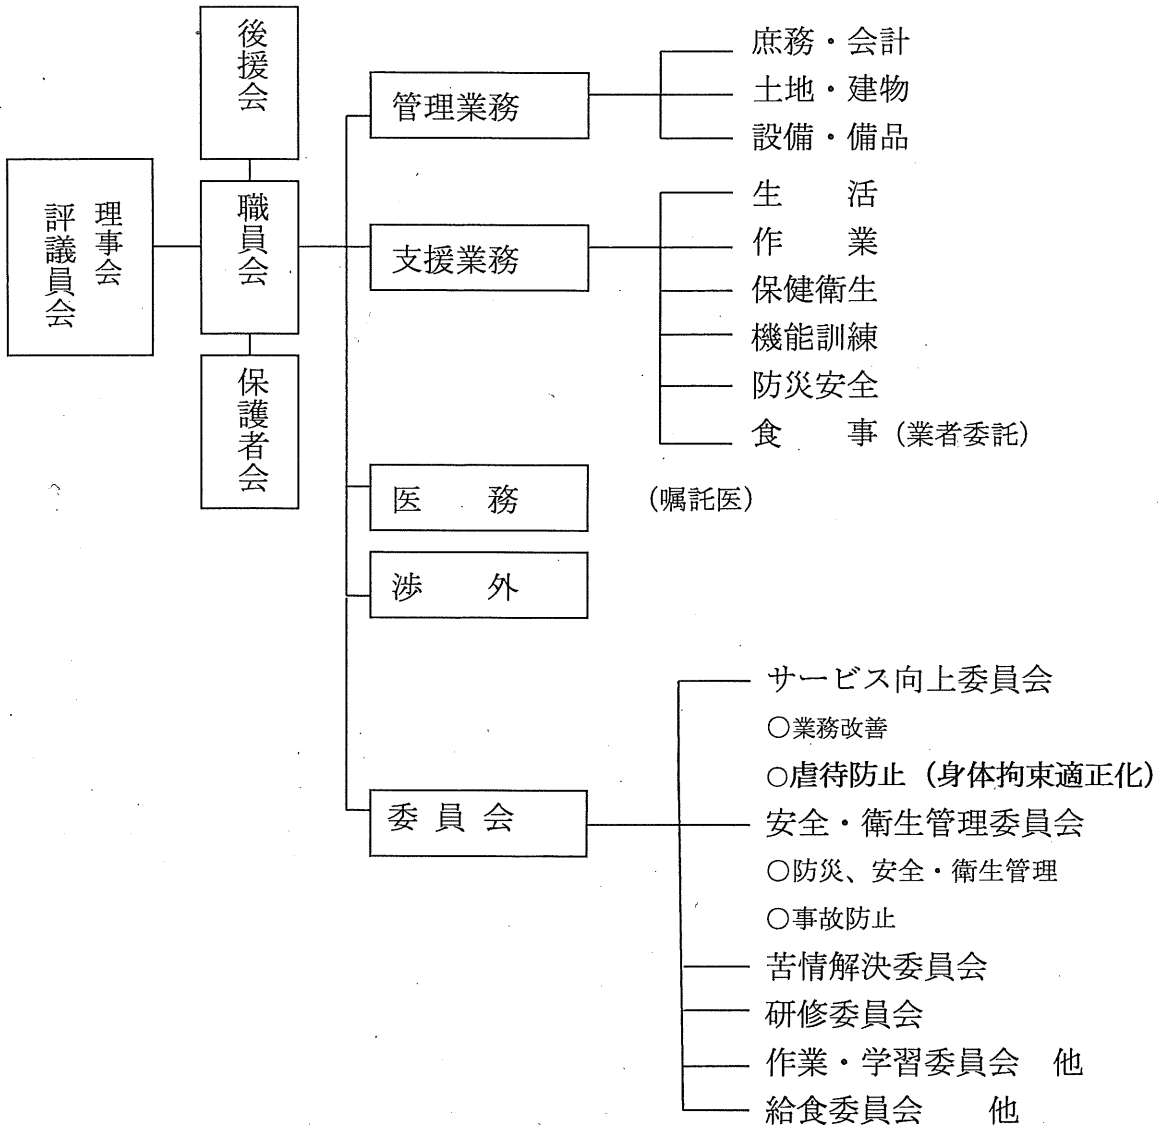 理事会
評議員会
後援会
職員会
保護者会
管理業務
庶務・会計
土地・建物
設備・備品
支援業務
生　　活
作　　業
保健衛生
機能訓練
防災安全
食　　事（業者委託）
医　　務
（嘱託医）
渉　　外
委 員 会
サービス向上委員会
○業務改善
○虐待防止（身体拘束適正化）
安全・衛生管理委員会
○防災、安全・衛生管理
○事故防止
苦情解決委員会
研修委員会
作業・学習委員会　他
給食委員会　　他